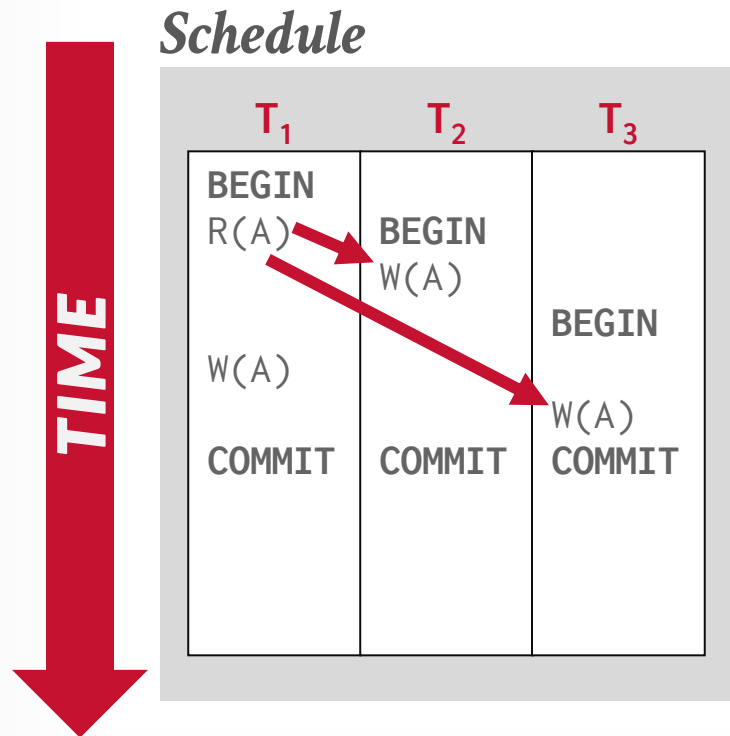 Schedule
TIME
T₁ T₂ T₃
BEGIN
R(A) BEGIN
W(A)
BEGIN
W(A)
W(A)
COMMIT COMMIT COMMIT